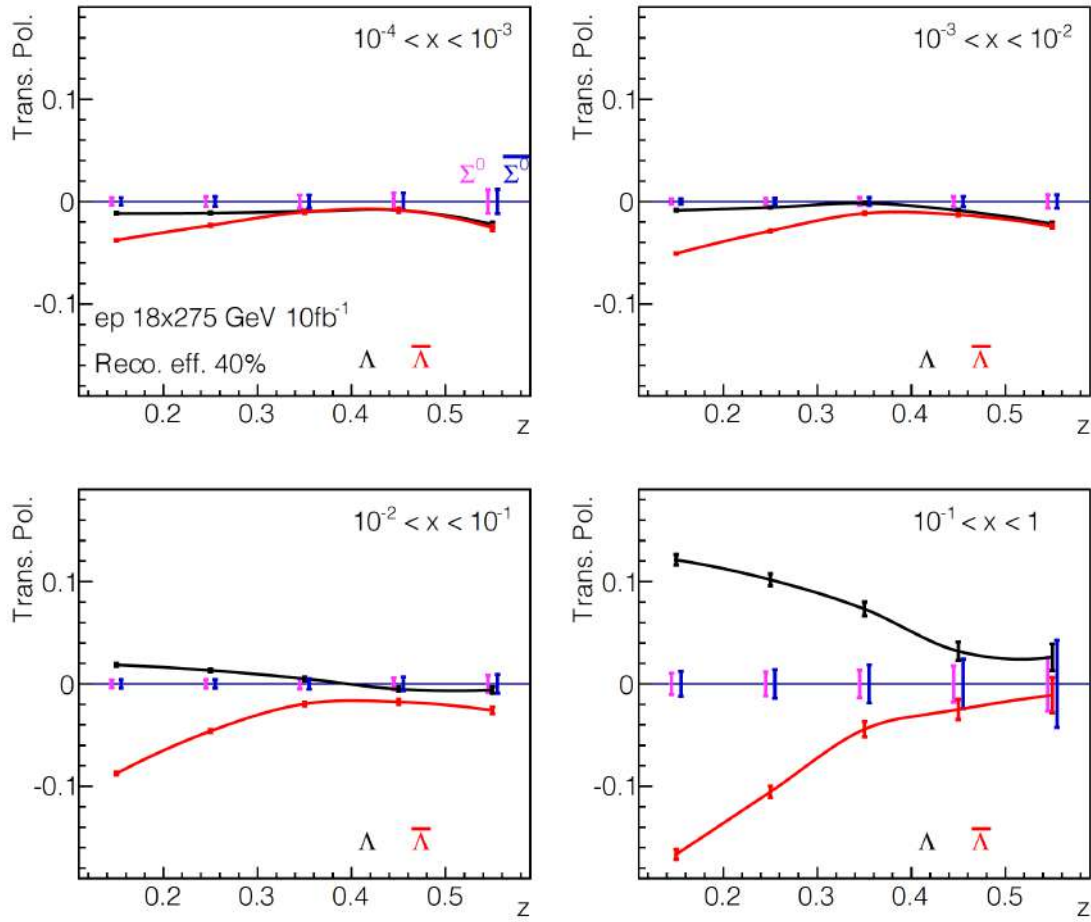 Trans. Pol.
10⁻⁴ < x < 10⁻³
0.1
Σ⁰ Σ̅⁰
0
-0.1
ep 18x275 GeV 10fb⁻¹
Reco. eff. 40%
Λ Λ̅
0.2 0.3 0.4 0.5
z
Trans. Pol.
10⁻³ < x < 10⁻²
0.1
0
-0.1
Λ Λ̅
0.2 0.3 0.4 0.5
z
Trans. Pol.
10⁻² < x < 10⁻¹
0.1
0
-0.1
Λ Λ̅
0.2 0.3 0.4 0.5
z
Trans. Pol.
10⁻¹ < x < 1
0.1
0
-0.1
Λ Λ̅
0.2 0.3 0.4 0.5
z